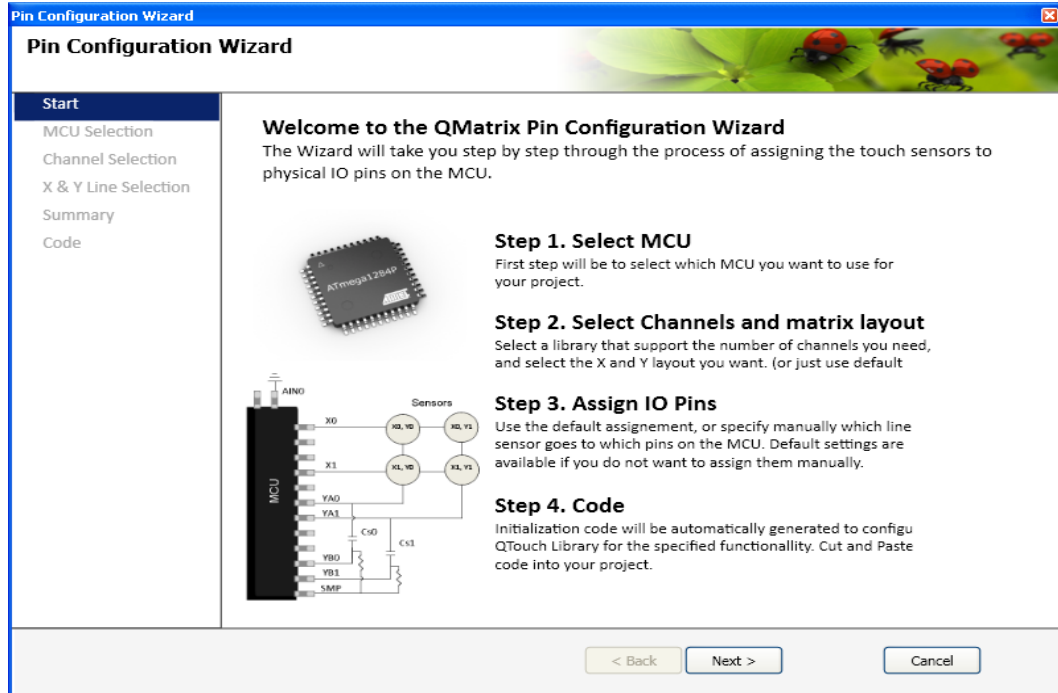 Pin Configuration Wizard
Pin Configuration Wizard
Start
MCU Selection
Channel Selection
X & Y Line Selection
Summary
Code
Welcome to the QMatrix Pin Configuration Wizard
The Wizard will take you step by step through the process of assigning the touch sensors to
physical IO pins on the MCU.
ATmega1284P
Step 1. Select MCU
First step will be to select which MCU you want to use for
your project.
Step 2. Select Channels and matrix layout
Select a library that support the number of channels you need,
and select the X and Y layout you want. (or just use default
AIN0
Sensors
X0
X0, Y0
X0, Y1
X1
X1, Y0
X1, Y1
MCU
YA0
YA1
Cs0
Cs1
YB0
YB1
SMP
Step 3. Assign IO Pins
Use the default assignement, or specify manually which line
sensor goes to which pins on the MCU. Default settings are
available if you do not want to assign them manually.
Step 4. Code
Initialization code will be automatically generated to configu
QTouch Library for the specified functionallity. Cut and Paste
code into your project.
< Back
Next >
Cancel